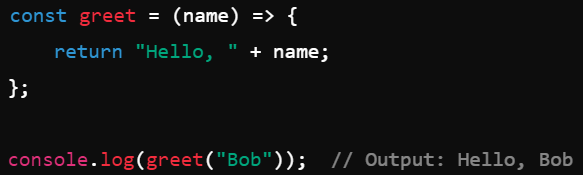 const greet = (name) => {
    return "Hello, " + name;
};

console.log(greet("Bob"));  // Output: Hello, Bob